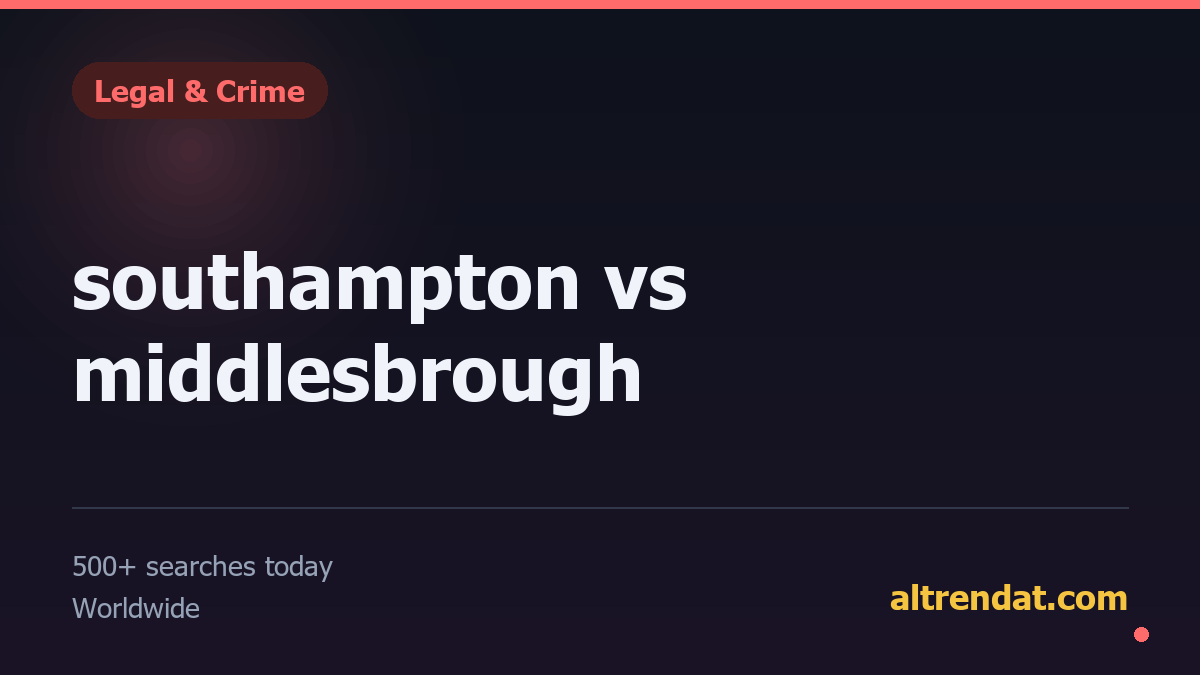 Legal & Crime
southampton vs
middlesbrough
500+ searches today
Worldwide
altrendat.com